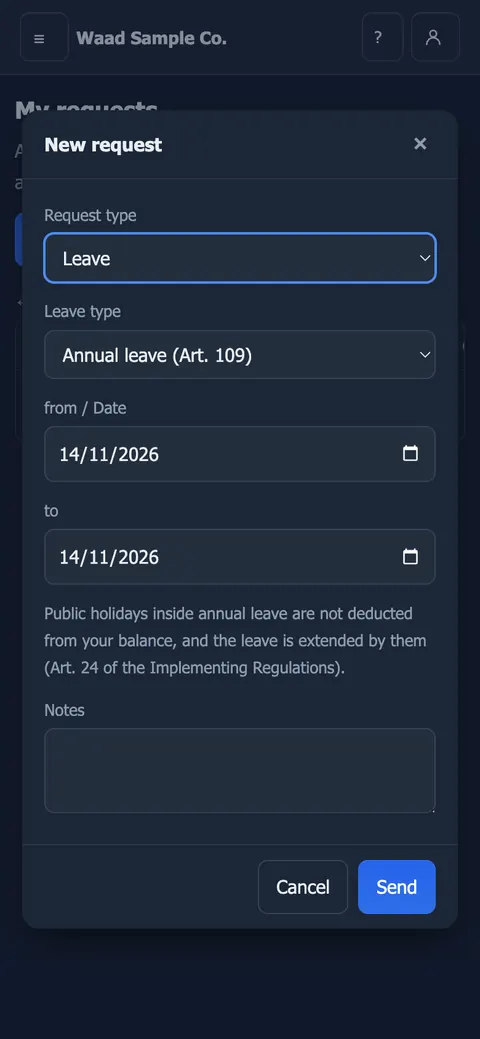 ≡ Waad Sample Co. ?
My requests
New request ×
Request type
Leave
Leave type
Annual leave (Art. 109)
from / Date
14/11/2026
to
14/11/2026
Public holidays inside annual leave are not deducted
from your balance, and the leave is extended by them
(Art. 24 of the Implementing Regulations).
Notes
Cancel Send